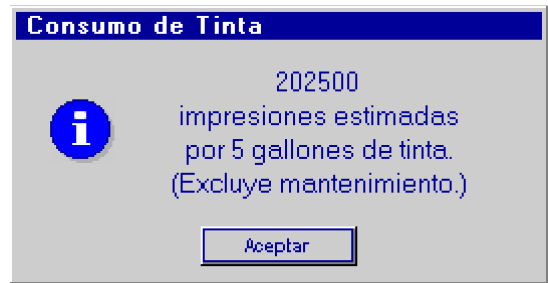 Consumo de Tinta
202500
impresiones estimadas
por 5 gallones de tinta.
(Excluye mantenimiento.)
Aceptar